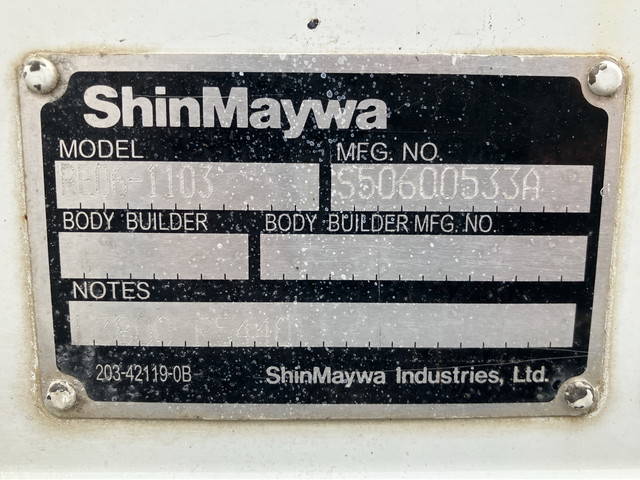 ShinMaywa
MODEL
MFG. NO.
-1103
S50600533A
BODY BUILDER
BODY BUILDER MFG. NO.
NOTES
203-42119-0B
ShinMaywa Industries, Ltd.